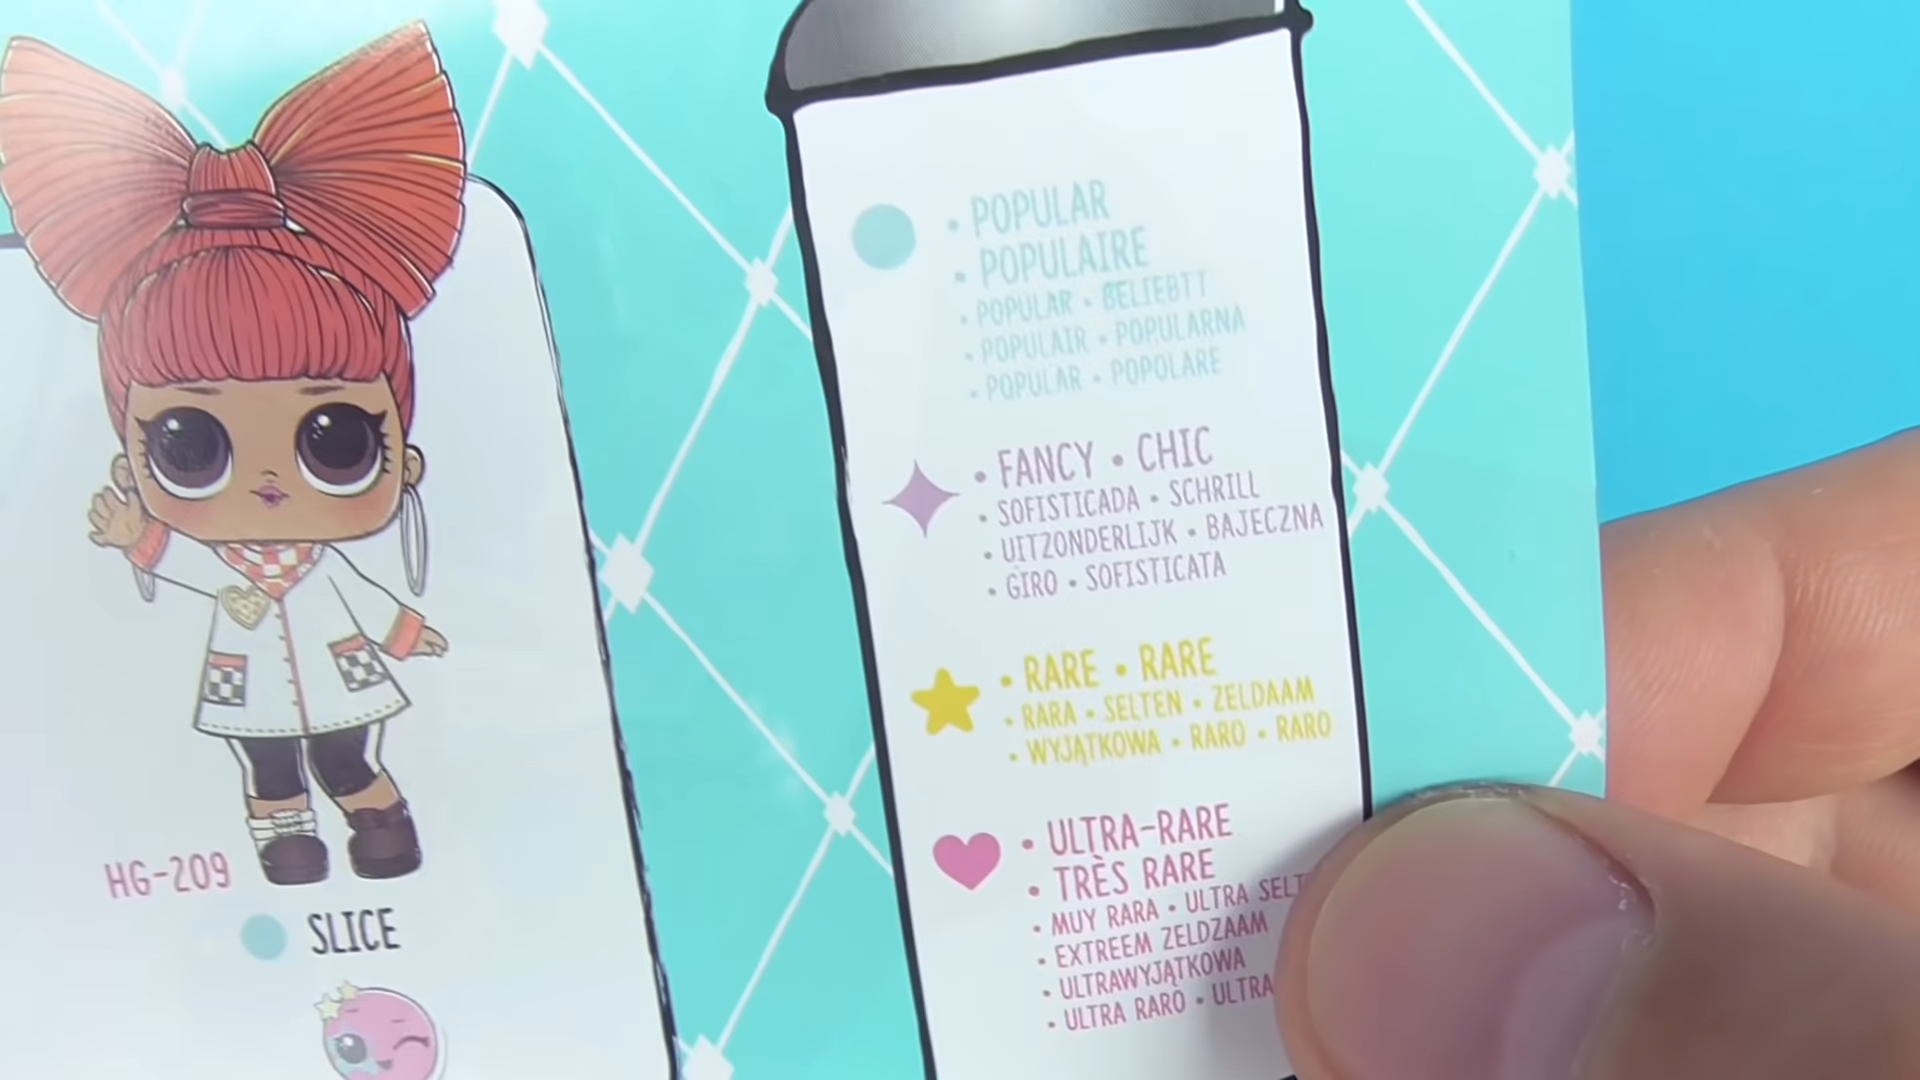 HG-209
SLICE
• POPULAR
• POPULAIRE
• POPULAR • BELIEBTT
• POPULAIR • POPULARNA
• POPULAR • POPOLARE
• FANCY • CHIC
• SOFISTICADA • SCHRILL
• UITZONDERLIJK • BAJECZNA
• GIRO • SOFISTICATA
• RARE • RARE
• RARA • SELTEN • ZELDAAM
• WYJĄTKOWA • RARO • RARO
• ULTRA-RARE
• TRÈS RARE
• MUY RARA • ULTRA SELT
• EXTREEM ZELDZAAM
• ULTRAWYJĄTKOWA
• ULTRA RARO • ULTRA